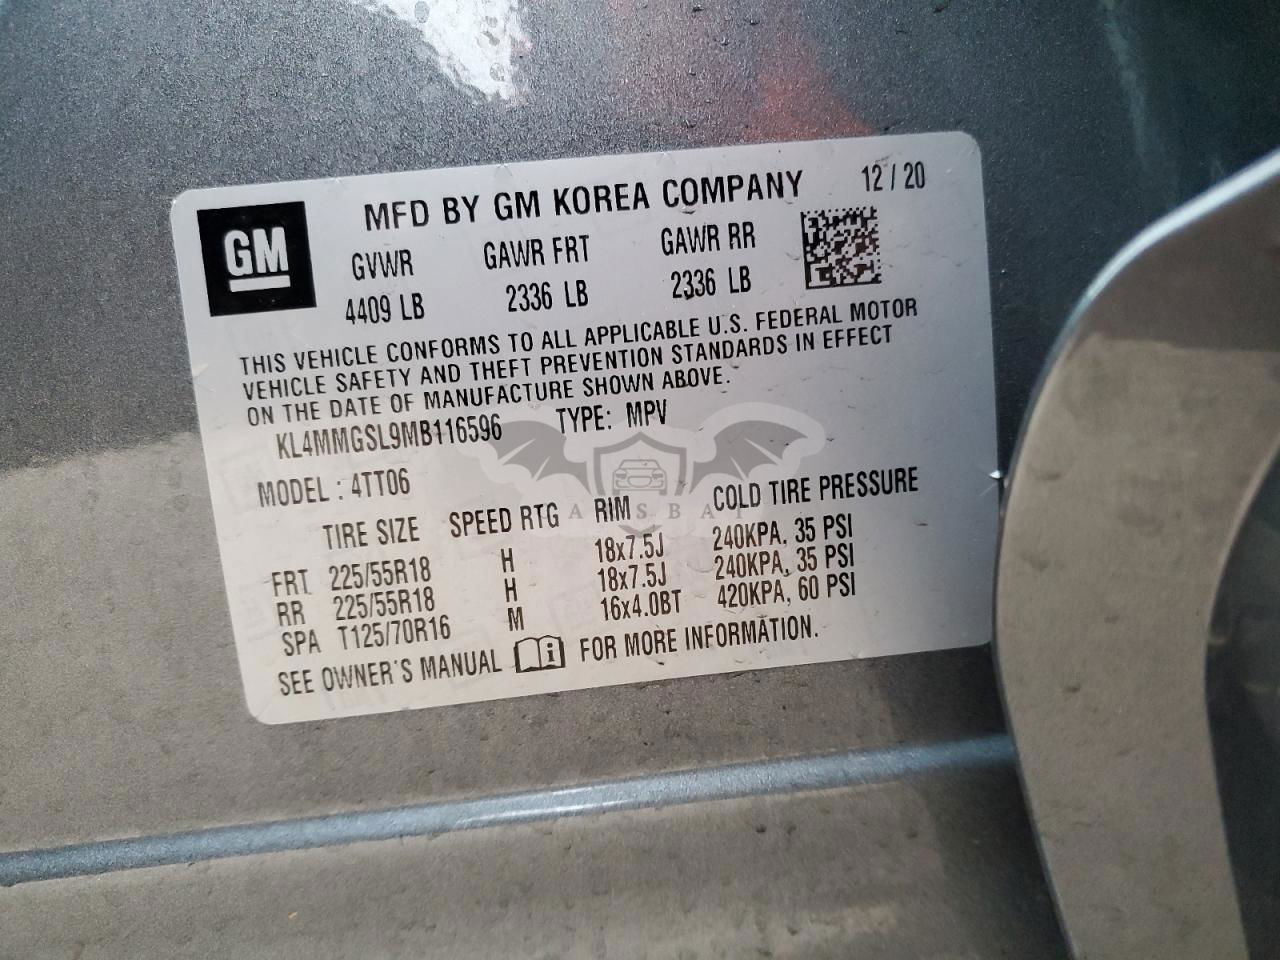 MFD BY GM KOREA COMPANY 12 / 20
GM
GVWR GAWR FRT GAWR RR
4409 LB 2336 LB 2336 LB
THIS VEHICLE CONFORMS TO ALL APPLICABLE U.S. FEDERAL MOTOR
VEHICLE SAFETY AND THEFT PREVENTION STANDARDS IN EFFECT
ON THE DATE OF MANUFACTURE SHOWN ABOVE.
KL4MMGSL9MB116596 TYPE: MPV
MODEL : 4TT06
TIRE SIZE SPEED RTG RIM COLD TIRE PRESSURE
FRT 225/55R18 H 18x7.5J 240KPA, 35 PSI
RR 225/55R18 H 18x7.5J 240KPA, 35 PSI
SPA T125/70R16 M 16x4.0BT 420KPA, 60 PSI
SEE OWNER'S MANUAL i FOR MORE INFORMATION.